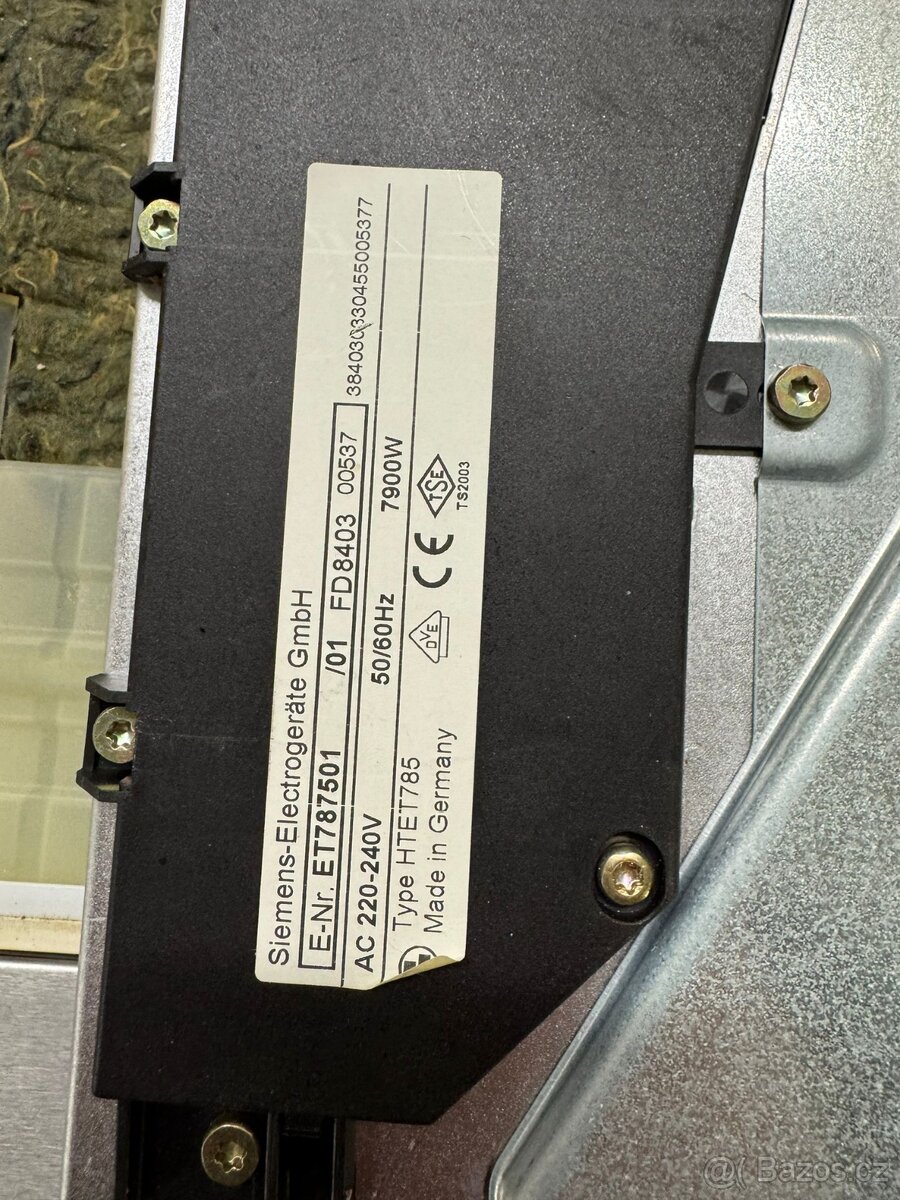 Siemens-Electrogeräte GmbH
E-Nr. ET787501 /01 FD 8403 00537
384030330455005377
AC 220-240V 50/60Hz 7900W
Type HTET785
Made in Germany
DVE
CE
TSE
TS2003
@( Bazos.cz